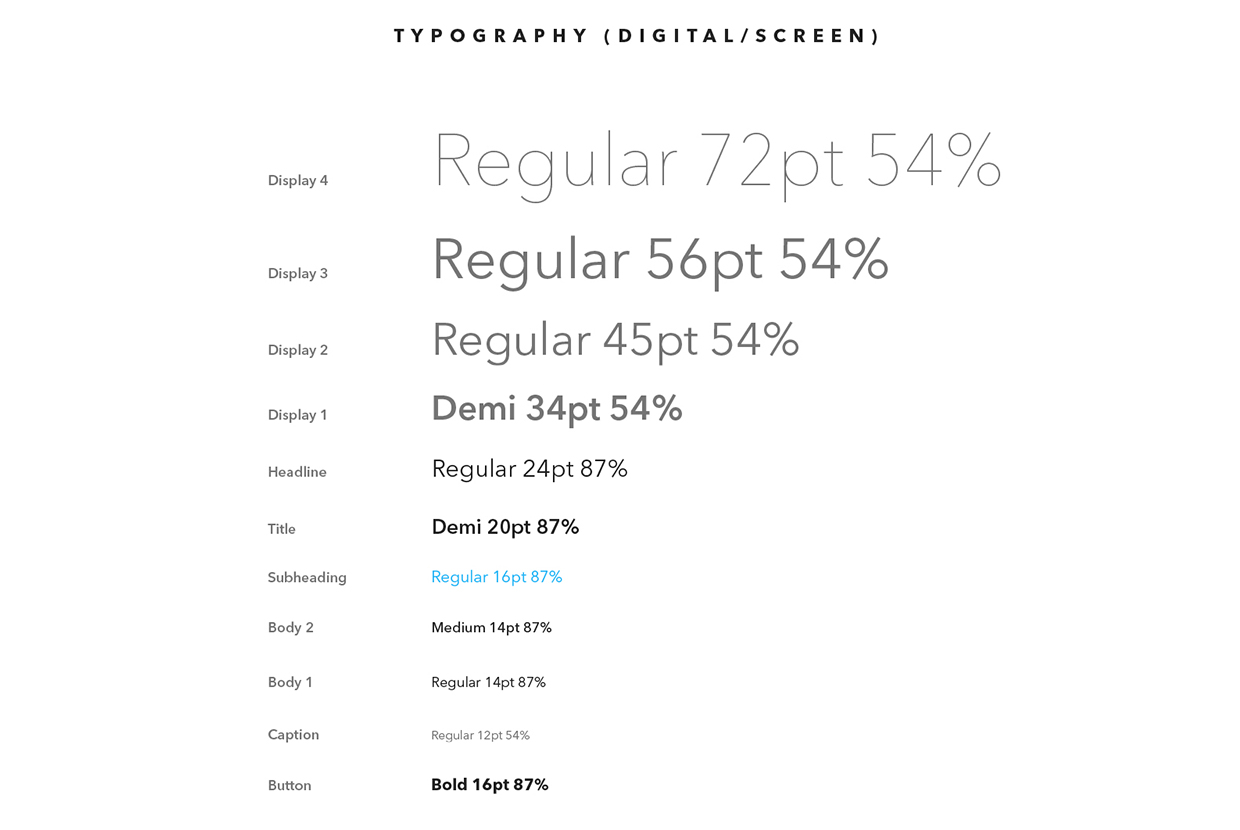 TYPOGRAPHY (DIGITAL/SCREEN)
Display 4 Regular 72pt 54%
Display 3 Regular 56pt 54%
Display 2 Regular 45pt 54%
Display 1 Demi 34pt 54%
Headline Regular 24pt 87%
Title Demi 20pt 87%
Subheading Regular 16pt 87%
Body 2 Medium 14pt 87%
Body 1 Regular 14pt 87%
Caption Regular 12pt 54%
Button Bold 16pt 87%